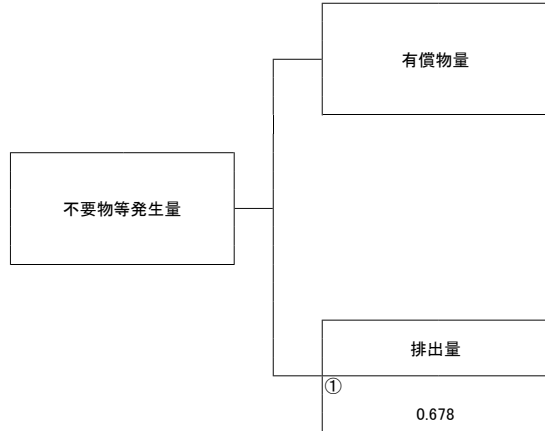 有償物量
不要物等発生量
排出量
①
0.678